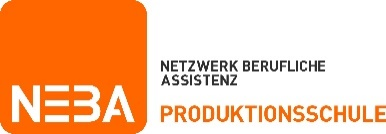 NEBA
NETZWERK BERUFLICHE
ASSISTENZ
PRODUKTIONSSCHULE